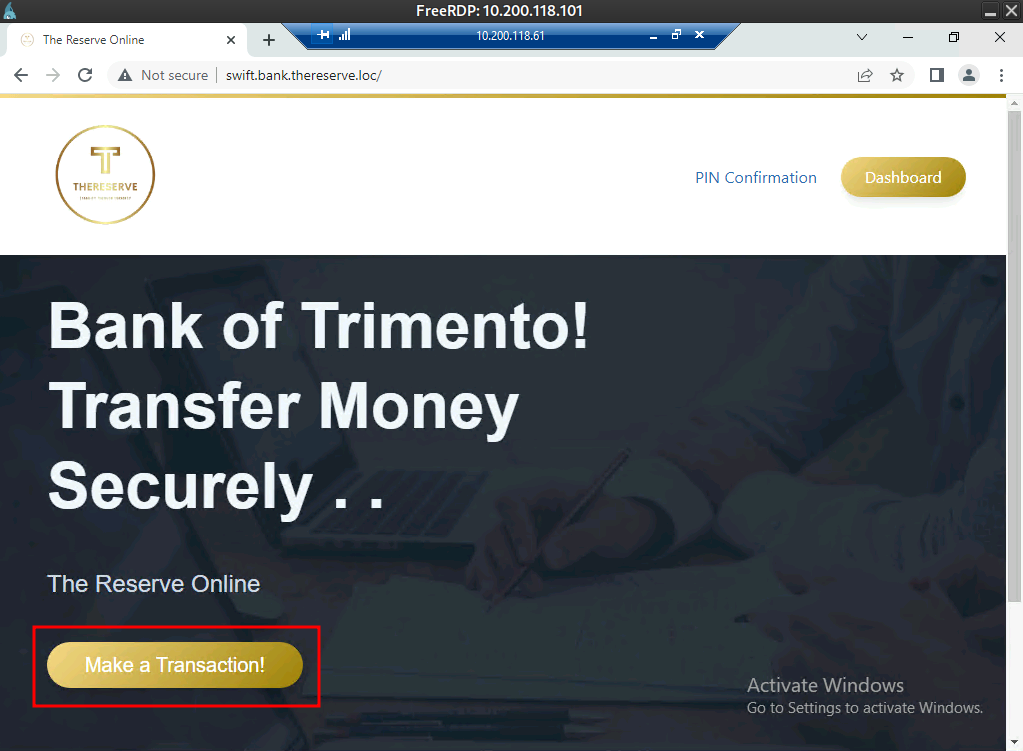 FreeRDP: 10.200.118.101
The Reserve Online
10.200.118.61
Not secure
swift.bank.thereserve.loc/
T
THERESERVE
PIN Confirmation
Dashboard
Bank of Trimento!
Transfer Money
Securely . .
The Reserve Online
Make a Transaction!
Activate Windows
Go to Settings to activate Windows.